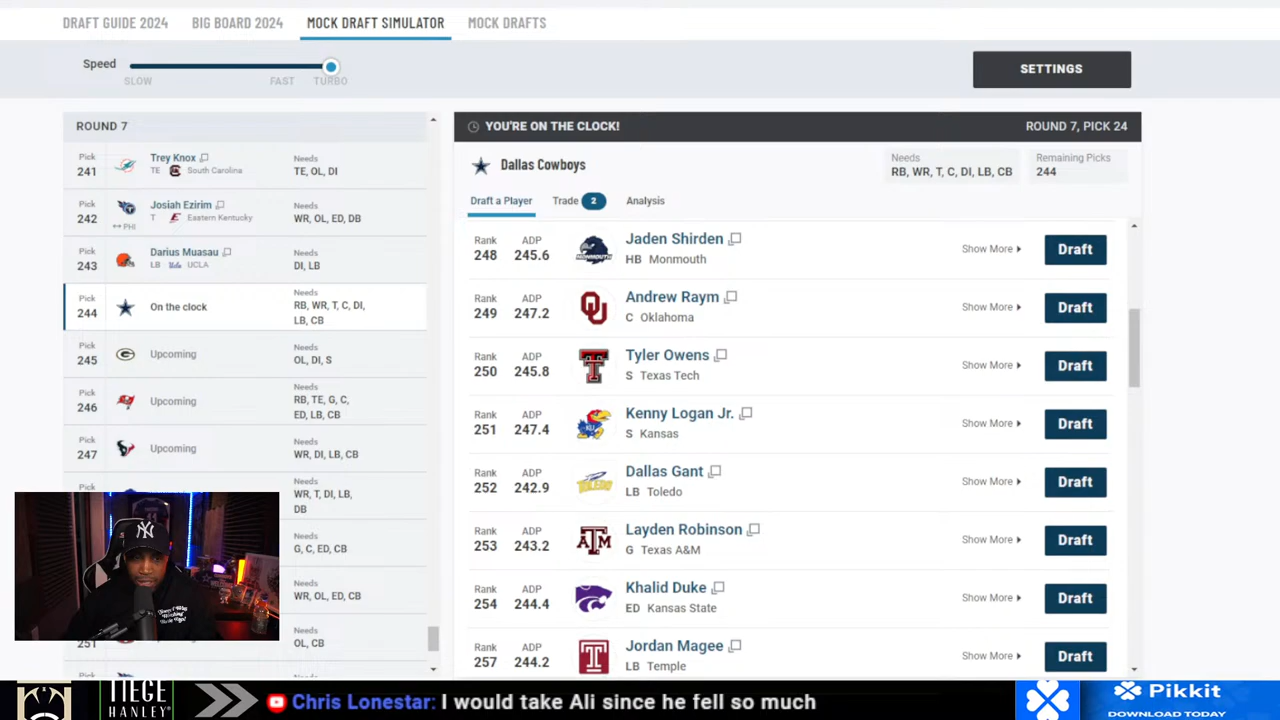 DRAFT GUIDE 2024 BIG BOARD 2024 MOCK DRAFT SIMULATOR MOCK DRAFTS
Speed
SLOW FAST TURBO
SETTINGS
ROUND 7
Pick 241
Trey Knox
TE South Carolina
Needs
TE, OL, DI
Pick 242
Josiah Ezirim
T Eastern Kentucky
↔ PHI
Needs
WR, OL, ED, DB
Pick 243
Darius Muasau
LB UCLA
Needs
DI, LB
Pick 244
On the clock
Needs
RB, WR, T, C, DI,
LB, CB
Pick 245
Upcoming
Needs
OL, DI, S
Pick 246
Upcoming
Needs
RB, TE, G, C,
ED, LB, CB
Pick 247
Upcoming
Needs
WR, DI, LB, CB
Needs
WR, T, DI, LB,
DB
Needs
G, C, ED, CB
Needs
WR, OL, ED, CB
251
Needs
OL, CB
Needs
YOU'RE ON THE CLOCK! ROUND 7, PICK 24
Dallas Cowboys
Needs
RB, WR, T, C, DI, LB, CB
Remaining Picks
244
Draft a Player Trade 2 Analysis
Rank 248 ADP 245.6
Jaden Shirden
HB Monmouth
Show More Draft
Rank 249 ADP 247.2
Andrew Raym
C Oklahoma
Show More Draft
Rank 250 ADP 245.8
Tyler Owens
S Texas Tech
Show More Draft
Rank 251 ADP 247.4
Kenny Logan Jr.
S Kansas
Show More Draft
Rank 252 ADP 242.9
Dallas Gant
LB Toledo
Show More Draft
Rank 253 ADP 243.2
Layden Robinson
G Texas A&M
Show More Draft
Rank 254 ADP 244.4
Khalid Duke
ED Kansas State
Show More Draft
Rank 257 ADP 244.2
Jordan Magee
LB Temple
Show More Draft
TIEGE
HANLEY
Chris Lonestar: I would take Ali since he fell so much
Pikkit
DOWNLOAD TODAY